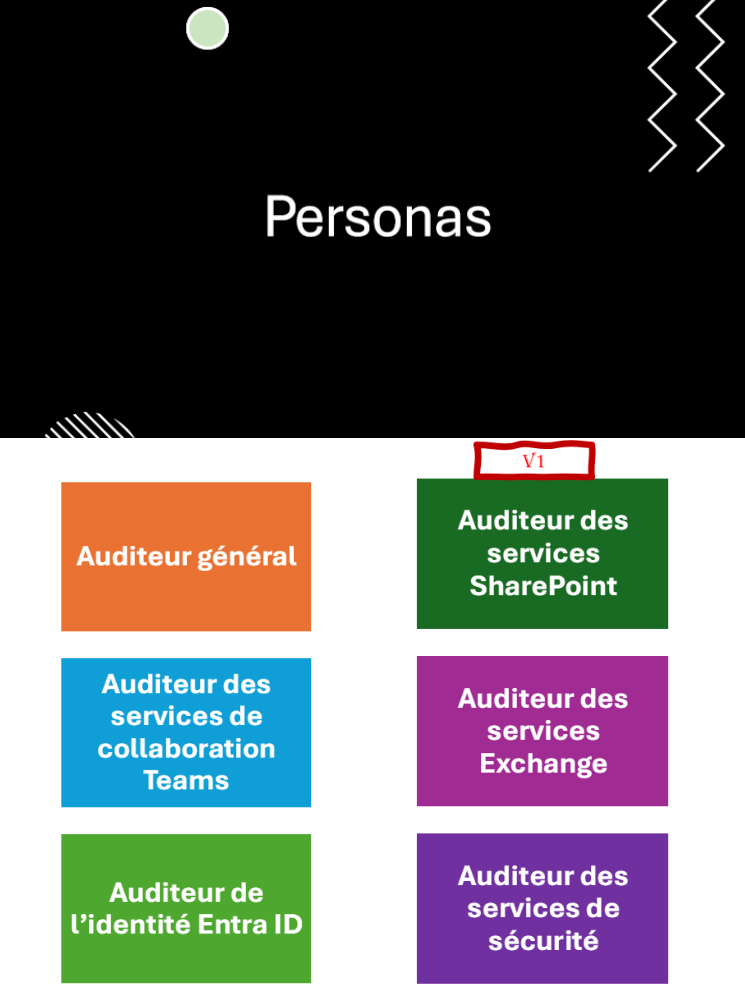 Personas
V1
Auditeur général
Auditeur des
services
SharePoint
Auditeur des
services de
collaboration
Teams
Auditeur des
services
Exchange
Auditeur de
l’identité Entra ID
Auditeur des
services de
sécurité